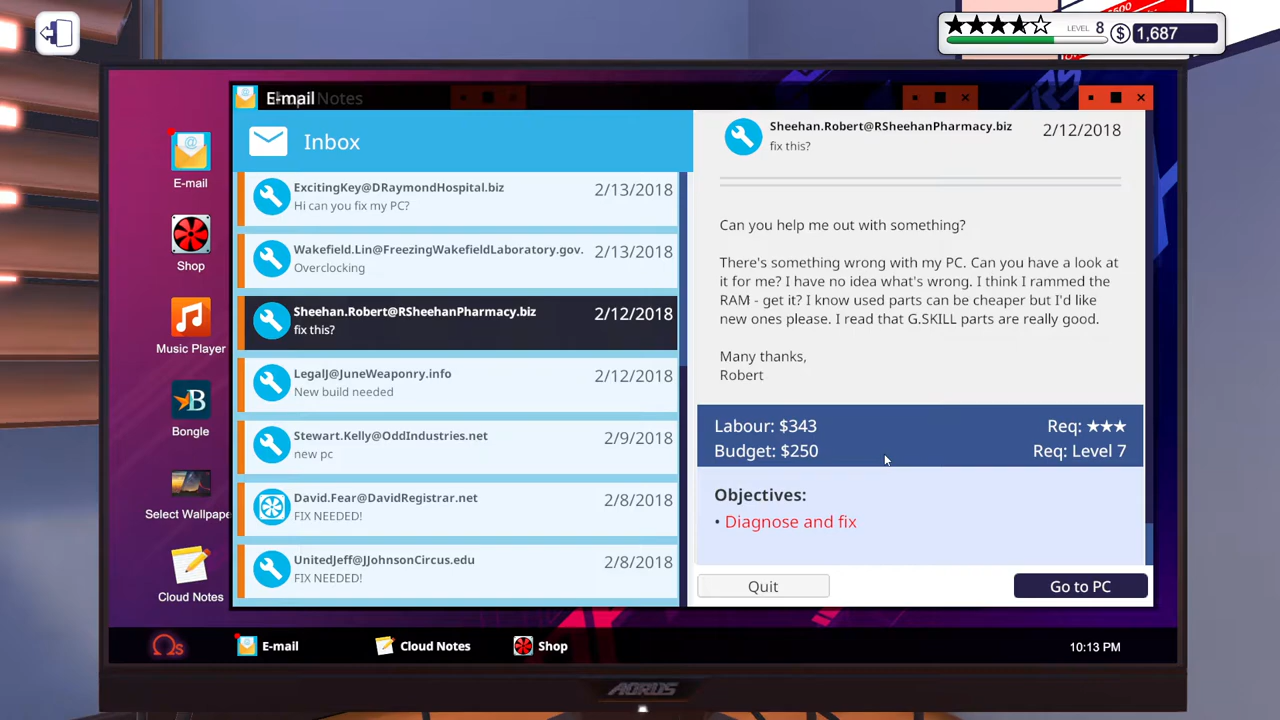 LEVEL 8
$ 1,687
E-mail
Notes
Inbox
ExcitingKey@DRaymondHospital.biz
2/13/2018
Hi can you fix my PC?
Wakefield.Lin@FreezingWakefieldLaboratory.gov.
2/13/2018
Overclocking
Sheehan.Robert@RSheehanPharmacy.biz
2/12/2018
fix this?
LegalJ@JuneWeaponry.info
2/12/2018
New build needed
Stewart.Kelly@OddIndustries.net
2/9/2018
new pc
David.Fear@DavidRegistrar.net
2/8/2018
FIX NEEDED!
UnitedJeff@JJohnsonCircus.edu
2/8/2018
FIX NEEDED!
Sheehan.Robert@RSheehanPharmacy.biz
2/12/2018
fix this?
Can you help me out with something?
There's something wrong with my PC. Can you have a look at
it for me? I have no idea what's wrong. I think I rammed the
RAM - get it? I know used parts can be cheaper but I'd like
new ones please. I read that G.SKILL parts are really good.
Many thanks,
Robert
Labour: $343
Req: ★★★
Budget: $250
Req: Level 7
Objectives:
• Diagnose and fix
Quit
Go to PC
E-mail
Shop
Music Player
Bongle
Select Wallpape
Cloud Notes
Ωs
E-mail
Cloud Notes
Shop
10:13 PM
AORUS